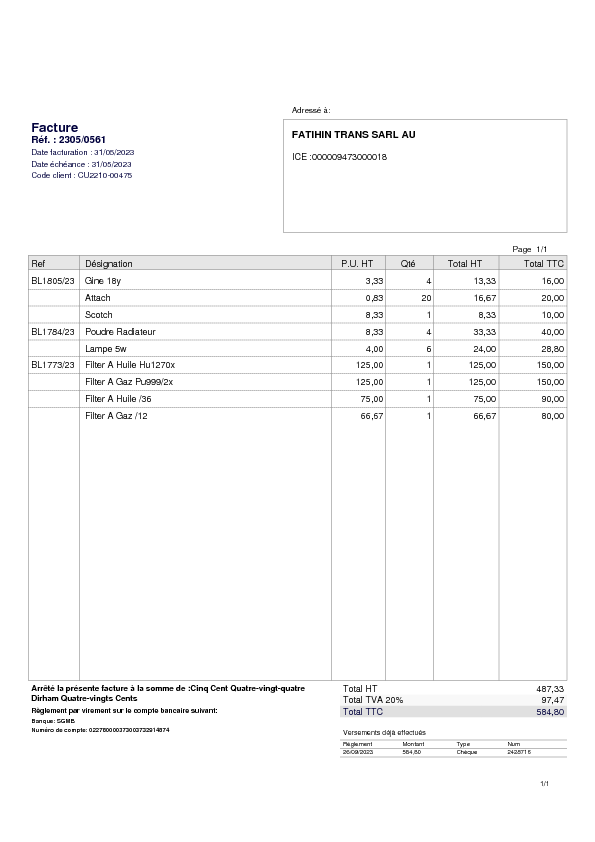 Adressé à:
Facture
Réf. : 2305/0561
Date facturation : 31/05/2023
Date échéance : 31/05/2023
Code client : CU2210-00475
FATIHIN TRANS SARL AU
ICE :000009473000018
Page 1/1
Ref Désignation P.U. HT Qté Total HT Total TTC
BL1805/23 Gine 18y 3,33 4 13,33 16,00
Attach 0,83 20 16,67 20,00
Scotch 8,33 1 8,33 10,00
BL1784/23 Poudre Radiateur 8,33 4 33,33 40,00
Lampe 5w 4,00 6 24,00 28,80
BL1773/23 Filter A Huile Hu1270x 125,00 1 125,00 150,00
Filter A Gaz Pu999/2x 125,00 1 125,00 150,00
Filter A Huile /36 75,00 1 75,00 90,00
Filter A Gaz /12 66,67 1 66,67 80,00
Arrêté la présente facture à la somme de :Cinq Cent Quatre-vingt-quatre
Dirham Quatre-vingts Cents
Règlement par virement sur le compte bancaire suivant:
Banque: SGMB
Numéro de compte:
Total HT 487,33
Total TVA 20% 97,47
Total TTC 584,80
Versements déjà effectués
Règlement Montant Type Num
26/09/2023 584,80 Chèque
1/1